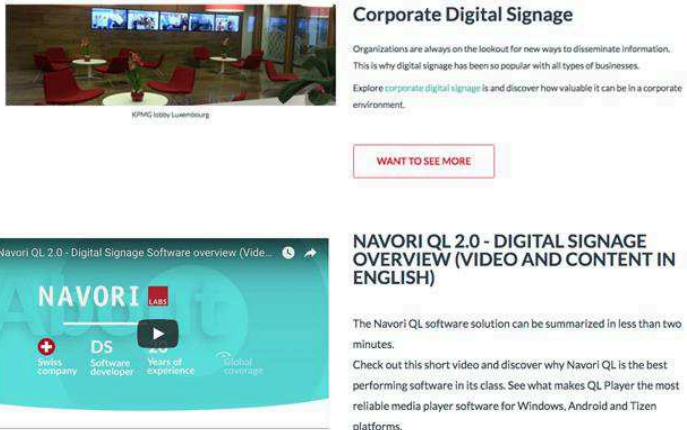 Corporate Digital Signage
Organizations are always on the lookout for new ways to disseminate information.
This is why digital signage has been so popular with all types of businesses.
Explore corporate digital signage is and discover how valuable it can be in a corporate
environment.
KPMG lobby Luxembourg
WANT TO SEE MORE
Navori QL 2.0 - Digital Signage Software overview (Vide...
About
NAVORI LABS
Swiss
company
DS
Software
developer
20
Years of
experience
Global
coverage
NAVORI QL 2.0 - DIGITAL SIGNAGE
OVERVIEW (VIDEO AND CONTENT IN
ENGLISH)
The Navori QL software solution can be summarized in less than two
minutes.
Check out this short video and discover why Navori QL is the best
performing software in its class. See what makes QL Player the most
reliable media player software for Windows, Android and Tizen
platforms.